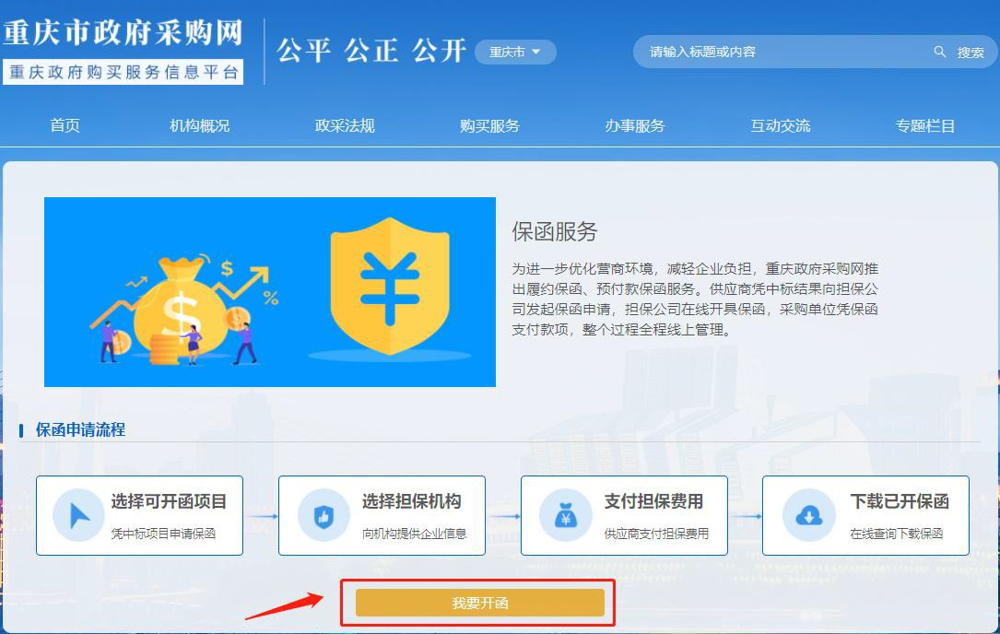 重庆市政府采购网
重庆政府购买服务信息平台
公平 公正 公开
重庆市
请输入标题或内容
搜索
首页 机构概况 政采法规 购买服务 办事服务 互动交流 专题栏目
保函服务
为进一步优化营商环境，减轻企业负担，重庆政府采购网推
出履约保函、预付款保函服务。供应商凭中标结果向担保公
司发起保函申请，担保公司在线开具保函，采购单位凭保函
支付款项，整个过程全程线上管理。
$
$
%
¥
保函申请流程
选择可开函项目
凭中标项目申请保函
选择担保机构
向机构提供企业信息
¥
支付担保费用
供应商支付担保费用
下载已开保函
在线查询下载保函
我要开函